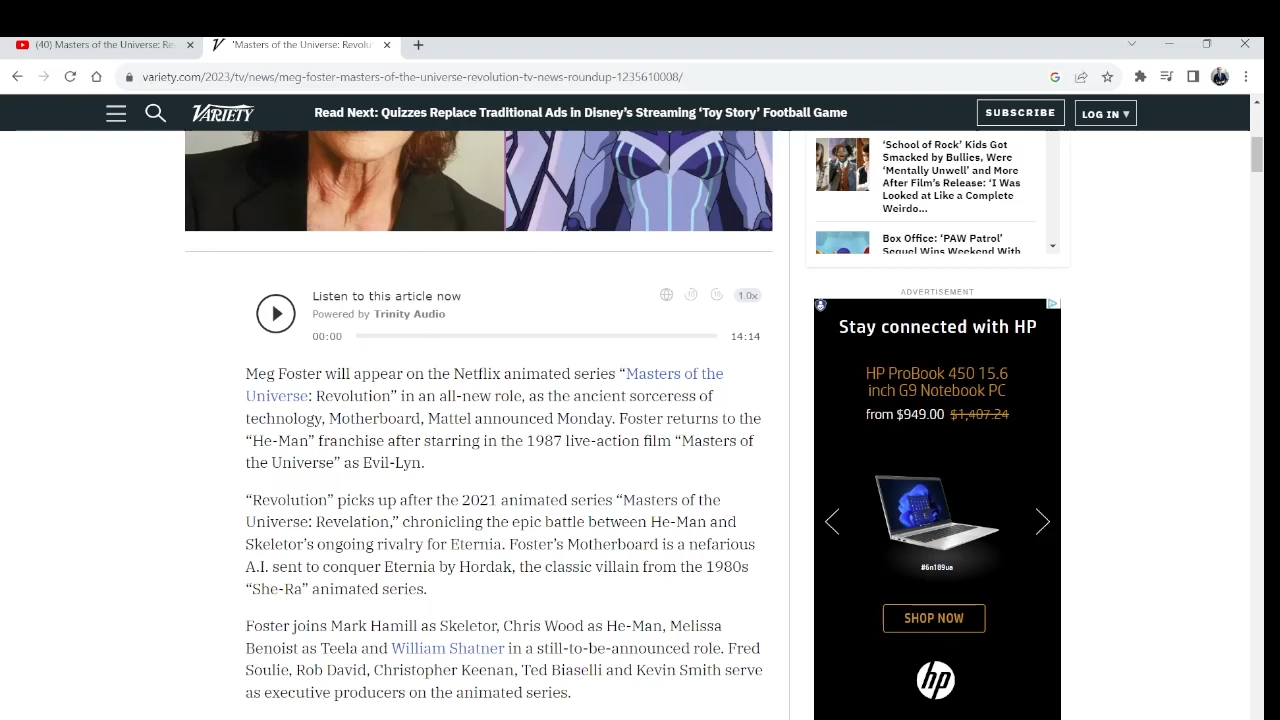 (40) Masters of the Universe: Re
'Masters of the Universe: Revolu
variety.com/2023/tv/news/meg-foster-masters-of-the-universe-revolution-tv-news-roundup-1235610008/
VARIETY
Read Next: Quizzes Replace Traditional Ads in Disney's Streaming 'Toy Story' Football Game
SUBSCRIBE
LOG IN ▼
'School of Rock' Kids Got
Smacked by Bullies, Were
'Mentally Unwell' and More
After Film's Release: 'I Was
Looked at Like a Complete
Weirdo...
Box Office: 'PAW Patrol'
Sequel Wins Weekend With
Listen to this article now
Powered by Trinity Audio
15
15
1.0x
00:00
14:14
Meg Foster will appear on the Netflix animated series “Masters of the
Universe: Revolution” in an all-new role, as the ancient sorceress of
technology, Motherboard, Mattel announced Monday. Foster returns to the
“He-Man” franchise after starring in the 1987 live-action film “Masters of
the Universe” as Evil-Lyn.
“Revolution” picks up after the 2021 animated series “Masters of the
Universe: Revelation,” chronicling the epic battle between He-Man and
Skeletor’s ongoing rivalry for Eternia. Foster’s Motherboard is a nefarious
A.I. sent to conquer Eternia by Hordak, the classic villain from the 1980s
“She-Ra” animated series.
Foster joins Mark Hamill as Skeletor, Chris Wood as He-Man, Melissa
Benoist as Teela and William Shatner in a still-to-be-announced role. Fred
Soulie, Rob David, Christopher Keenan, Ted Biaselli and Kevin Smith serve
as executive producers on the animated series.
ADVERTISEMENT
Stay connected with HP
HP ProBook 450 15.6
inch G9 Notebook PC
from $949.00 $1,407.24
#6n189ua
SHOP NOW
hp